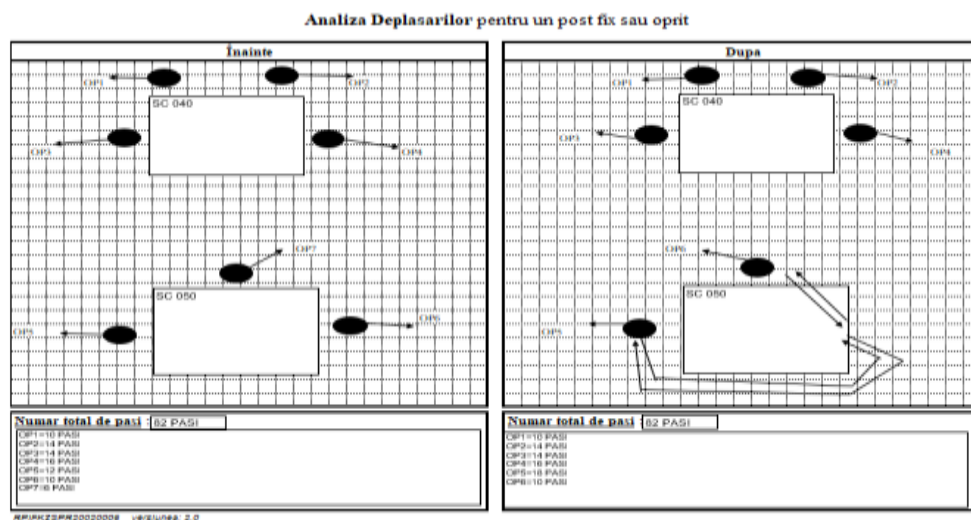 Analiza Deplasarilor pentru un post fix sau oprit
Înainte
OP1
OP2
SC 040
OP3
OP4
OP7
SC 050
OP5
OP6
Numar total de pasi : 82 PASI
OP1=10 PASI
OP2=14 PASI
OP3=14 PASI
OP4=16 PASI
OP5=12 PASI
OP6=10 PASI
OP7=6 PASI
Dupa
OP1
OP2
SC 040
OP3
OP4
OP6
SC 050
OP5
Numar total de pasi : 82 PASI
OP1=10 PASI
OP2=14 PASI
OP3=14 PASI
OP4=16 PASI
OP5=18 PASI
OP6=10 PASI
versiunea: 2.0